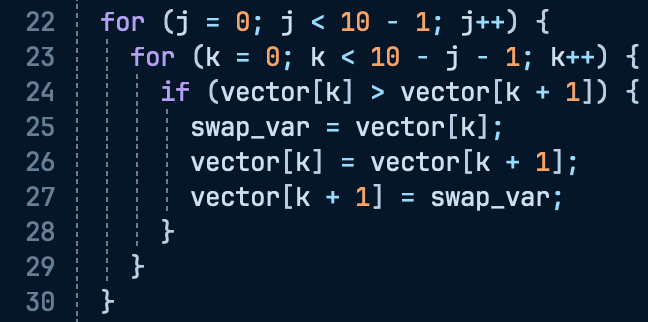 22 for (j = 0; j < 10 - 1; j++) {
23 for (k = 0; k < 10 - j - 1; k++) {
24 if (vector[k] > vector[k + 1]) {
25 swap_var = vector[k];
26 vector[k] = vector[k + 1];
27 vector[k + 1] = swap_var;
28 }
29 }
30 }